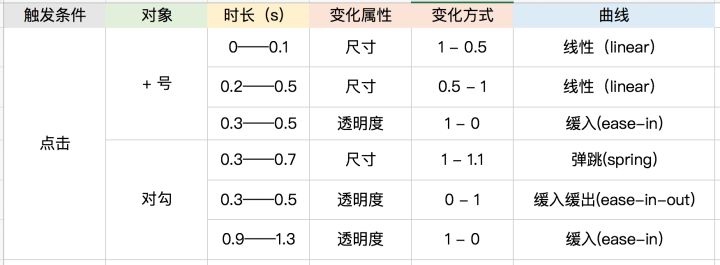 触发条件 对象 时长（s） 变化属性 变化方式 曲线
0——0.1 尺寸 1 – 0.5 线性（linear）
+ 号 0.2——0.5 尺寸 0.5 – 1 线性（linear）
0.3——0.5 透明度 1 – 0 缓入(ease-in)
点击
0.3——0.7 尺寸 1 – 1.1 弹跳(spring)
对勾 0.3——0.5 透明度 0 – 1 缓入缓出(ease-in-out)
0.9——1.3 透明度 1 – 0 缓入(ease-in)